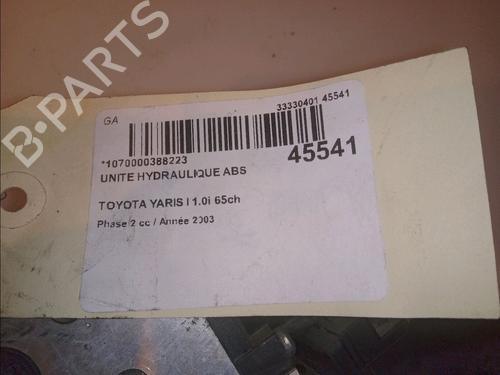 B-PARTS
GA
33330401 45541
*1070000388223
45541
UNITE HYDRAULIQUE ABS
TOYOTA YARIS I 1.0i 65ch
Phase 2 cc / Année 2003